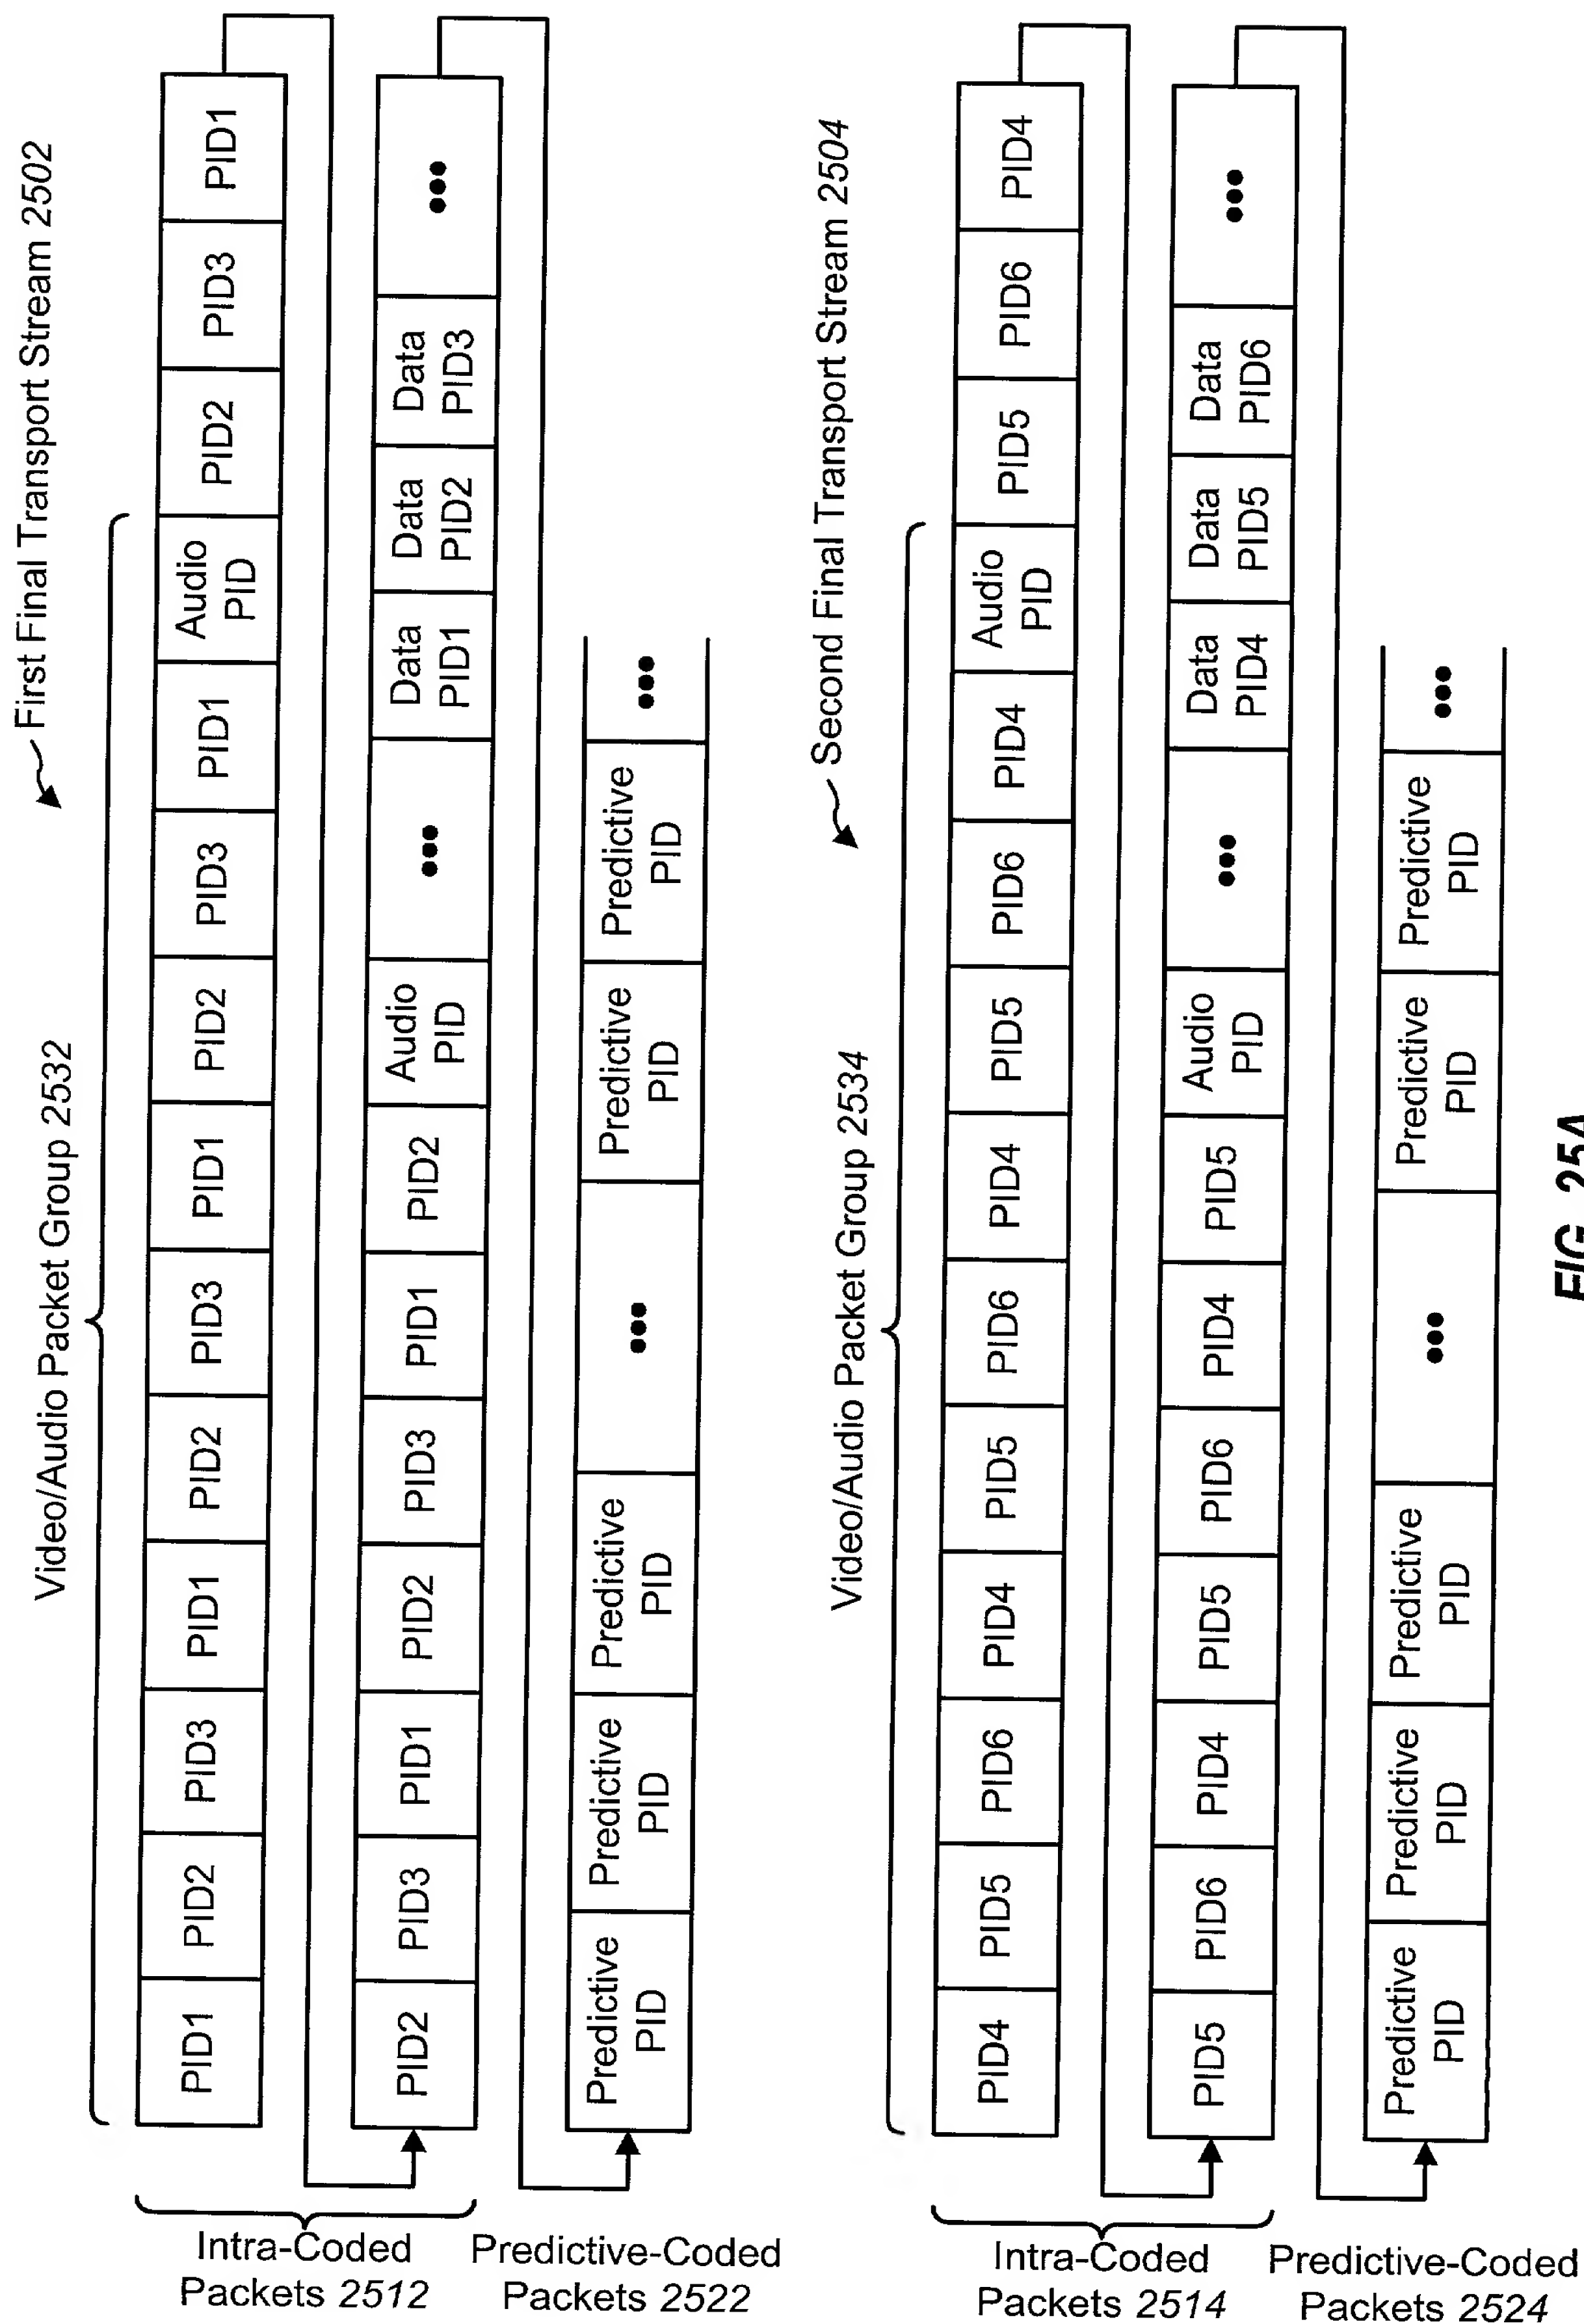 First Final Transport Stream 2502
Video/Audio Packet Group 2532
PID1 PID2 PID3 PID1 PID2 PID3 PID1 PID2 PID3 PID1 Audio PID PID2 PID3 PID1
PID2 PID3 PID1 PID2 PID3 PID1 PID2 Audio PID ••• Data PID1 Data PID2 Data PID3 •••
Predictive PID Predictive PID Predictive PID ••• Predictive PID Predictive PID •••
Intra-Coded
Packets 2512
Predictive-Coded
Packets 2522
Second Final Transport Stream 2504
Video/Audio Packet Group 2534
PID4 PID5 PID6 PID4 PID5 PID6 PID4 PID5 PID6 PID4 Audio PID PID5 PID6 PID4
PID5 PID6 PID4 PID5 PID6 PID4 PID5 Audio PID ••• Data PID4 Data PID5 Data PID6 •••
Predictive PID Predictive PID Predictive PID ••• Predictive PID Predictive PID •••
Intra-Coded
Packets 2514
Predictive-Coded
Packets 2524
FIG. 25A